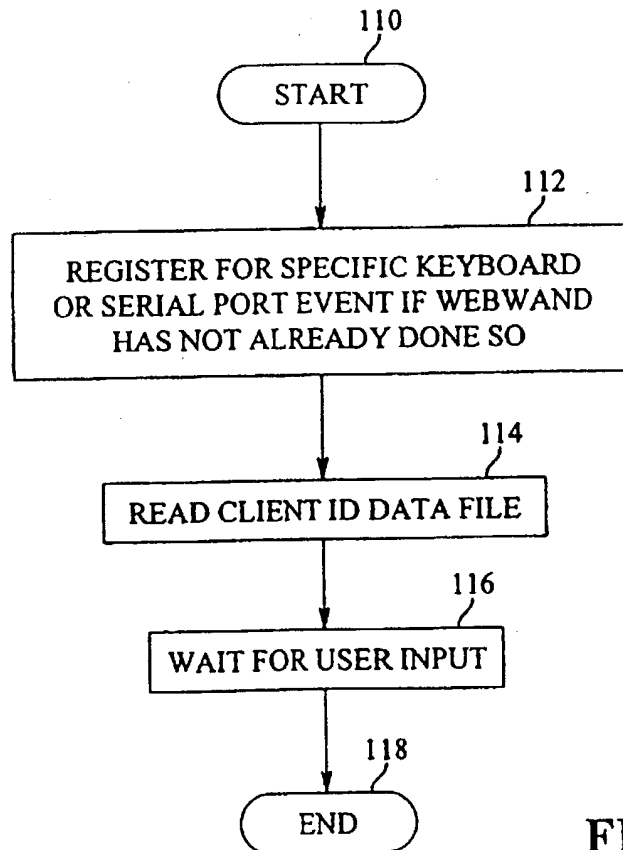 110
START
112
REGISTER FOR SPECIFIC KEYBOARD
OR SERIAL PORT EVENT IF WEBWAND
HAS NOT ALREADY DONE SO
114
READ CLIENT ID DATA FILE
116
WAIT FOR USER INPUT
118
END